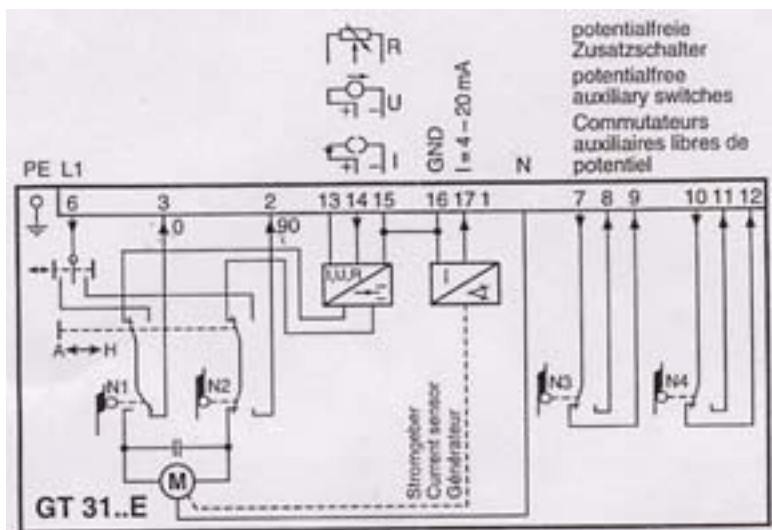 potentialfreie
Zusatzschalter
potentialfree
auxiliary switches
Commutateurs
auxiliaires libres de
potentiel
R
+ − U
+ − I
GND
I = 4 – 20 mA
PE L1 N
6 3 2 13 14 15 16 17 1 7 8 9 10 11 12
0 90
I,U,R I
A H
N1 N2 N3 N4
Stromgeber
Current sensor
Générateur
M
GT 31..E